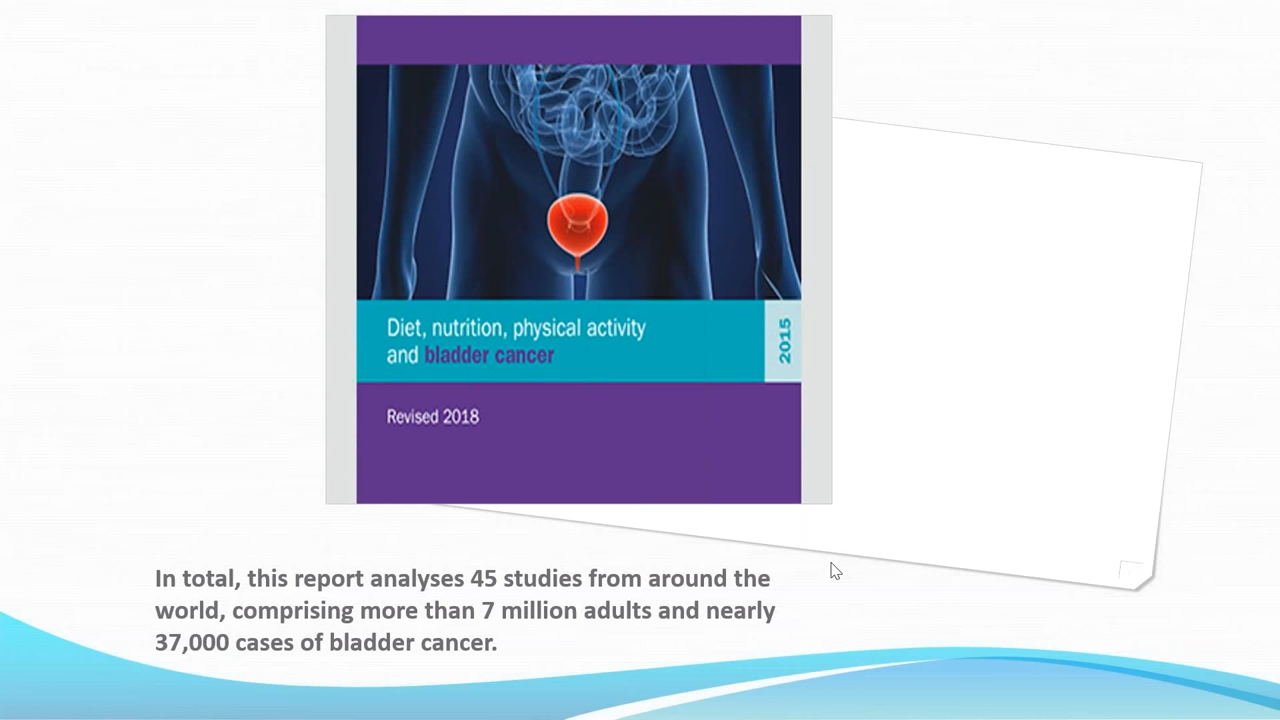 Diet, nutrition, physical activity
and bladder cancer
2015
Revised 2018
In total, this report analyses 45 studies from around the
world, comprising more than 7 million adults and nearly
37,000 cases of bladder cancer.